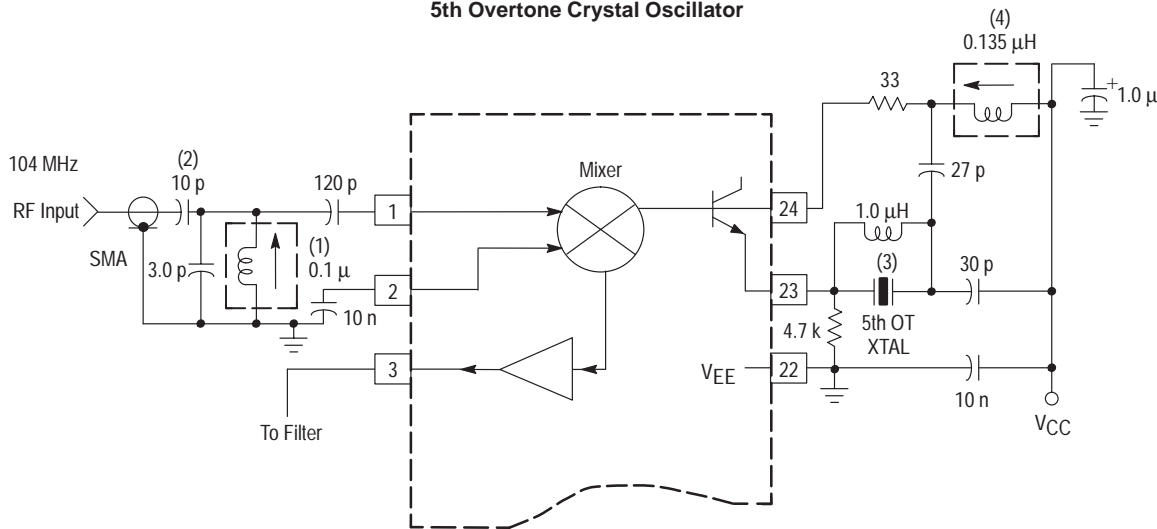 5th Overtone Crystal Oscillator
(4)
0.135 μH
33
+
1.0 μ
104 MHz
(2)
10 p
120 p
Mixer
27 p
RF Input
1
24
1.0 μH
SMA
3.0 p
(1)
0.1 μ
(3)
30 p
2
23
10 n
4.7 k
5th OT
XTAL
3
VEE
22
10 n
VCC
To Filter